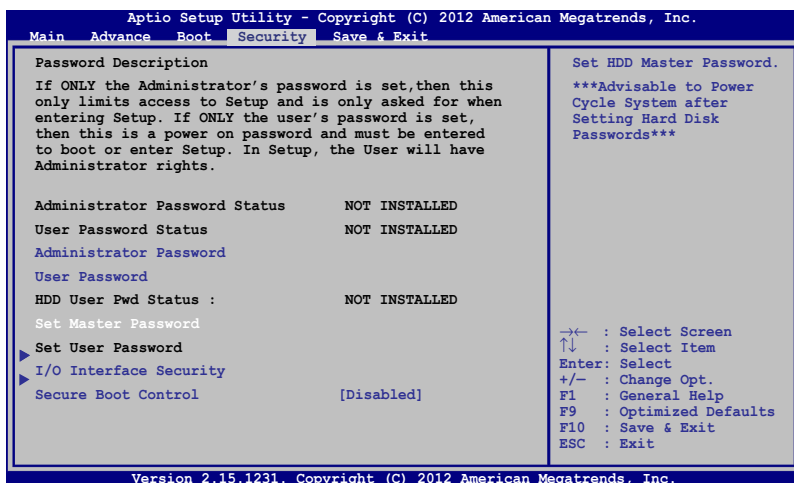 Aptio Setup Utility - Copyright (C) 2012 American Megatrends, Inc.
Main Advance Boot Security Save & Exit
Password Description
If ONLY the Administrator's password is set,then this
only limits access to Setup and is only asked for when
entering Setup. If ONLY the user's password is set,
then this is a power on password and must be entered
to boot or enter Setup. In Setup, the User will have
Administrator rights.
Administrator Password Status NOT INSTALLED
User Password Status NOT INSTALLED
Administrator Password
User Password
HDD User Pwd Status : NOT INSTALLED
Set Master Password
Set User Password
I/O Interface Security
Secure Boot Control [Disabled]
Set HDD Master Password.
***Advisable to Power
Cycle System after
Setting Hard Disk
Passwords***
→← : Select Screen
↑↓ : Select Item
Enter: Select
+/— : Change Opt.
F1 : General Help
F9 : Optimized Defaults
F10 : Save & Exit
ESC : Exit
Version 2.15.1231. Copyright (C) 2012 American Megatrends, Inc.